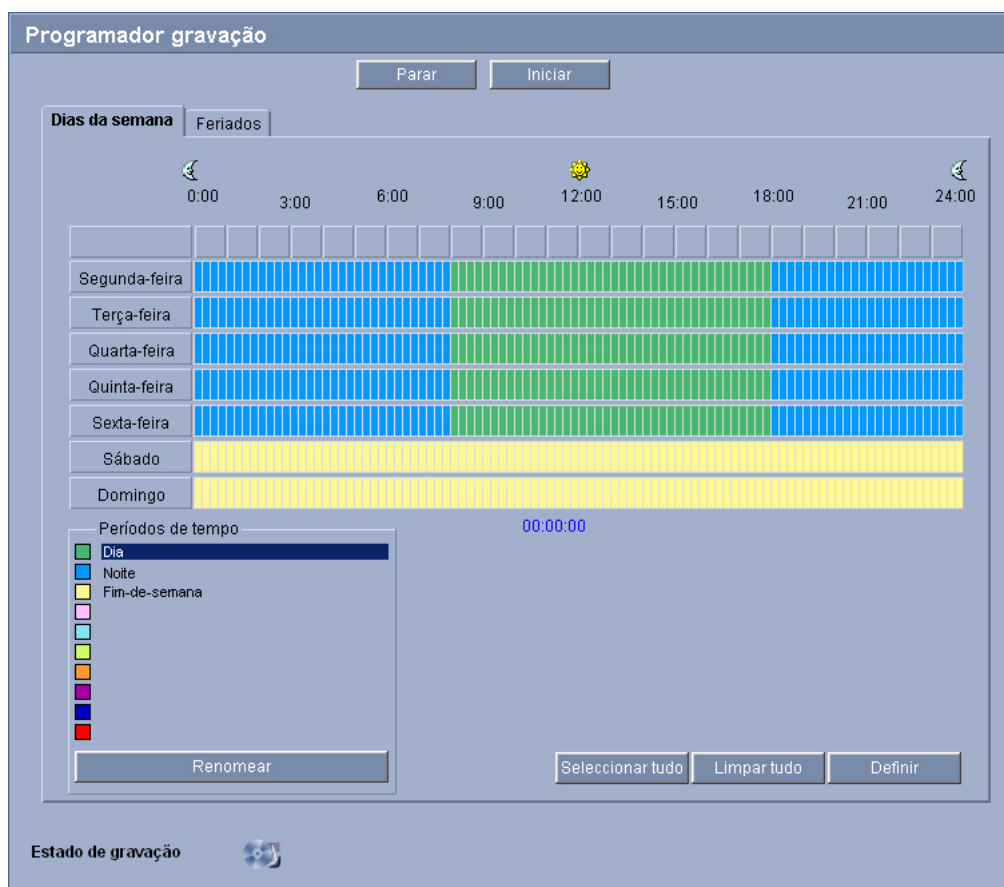 Programador gravação
Parar Iniciar
Dias da semana Feriados
0:00 3:00 6:00 9:00 12:00 15:00 18:00 21:00 24:00
Segunda-feira
Terça-feira
Quarta-feira
Quinta-feira
Sexta-feira
Sábado
Domingo
Períodos de tempo 00:00:00
Dia
Noite
Fim-de-semana
Renomear Seleccionar tudo Limpar tudo Definir
Estado de gravação